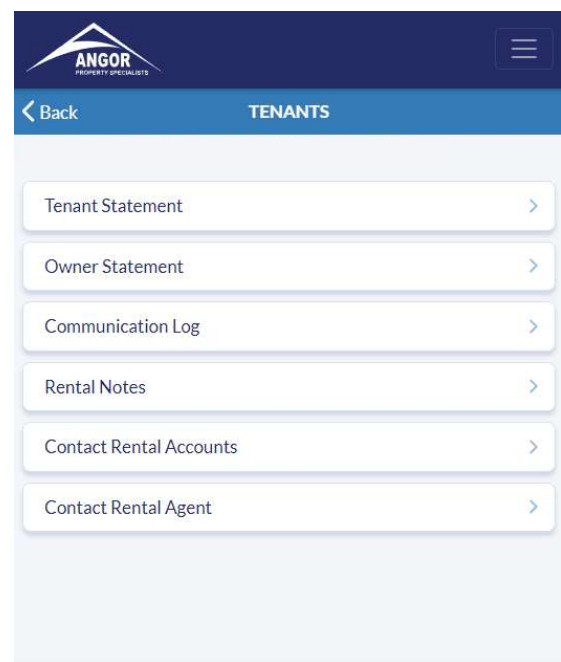 ANGOR
PROPERTY SPECIALISTS
Back
TENANTS
Tenant Statement
Owner Statement
Communication Log
Rental Notes
Contact Rental Accounts
Contact Rental Agent